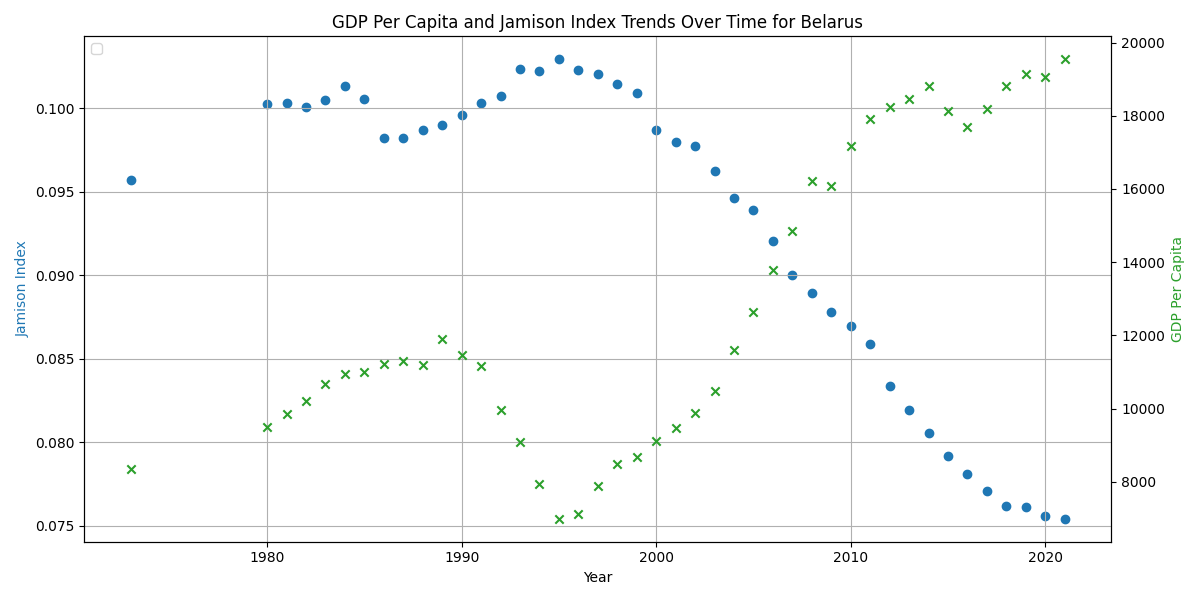 GDP Per Capita and Jamison Index Trends Over Time for Belarus
0.100
0.095
0.090
0.085
0.080
0.075
Jamison Index
20000
18000
16000
14000
12000
10000
8000
GDP Per Capita
1980 1990 2000 2010 2020
Year